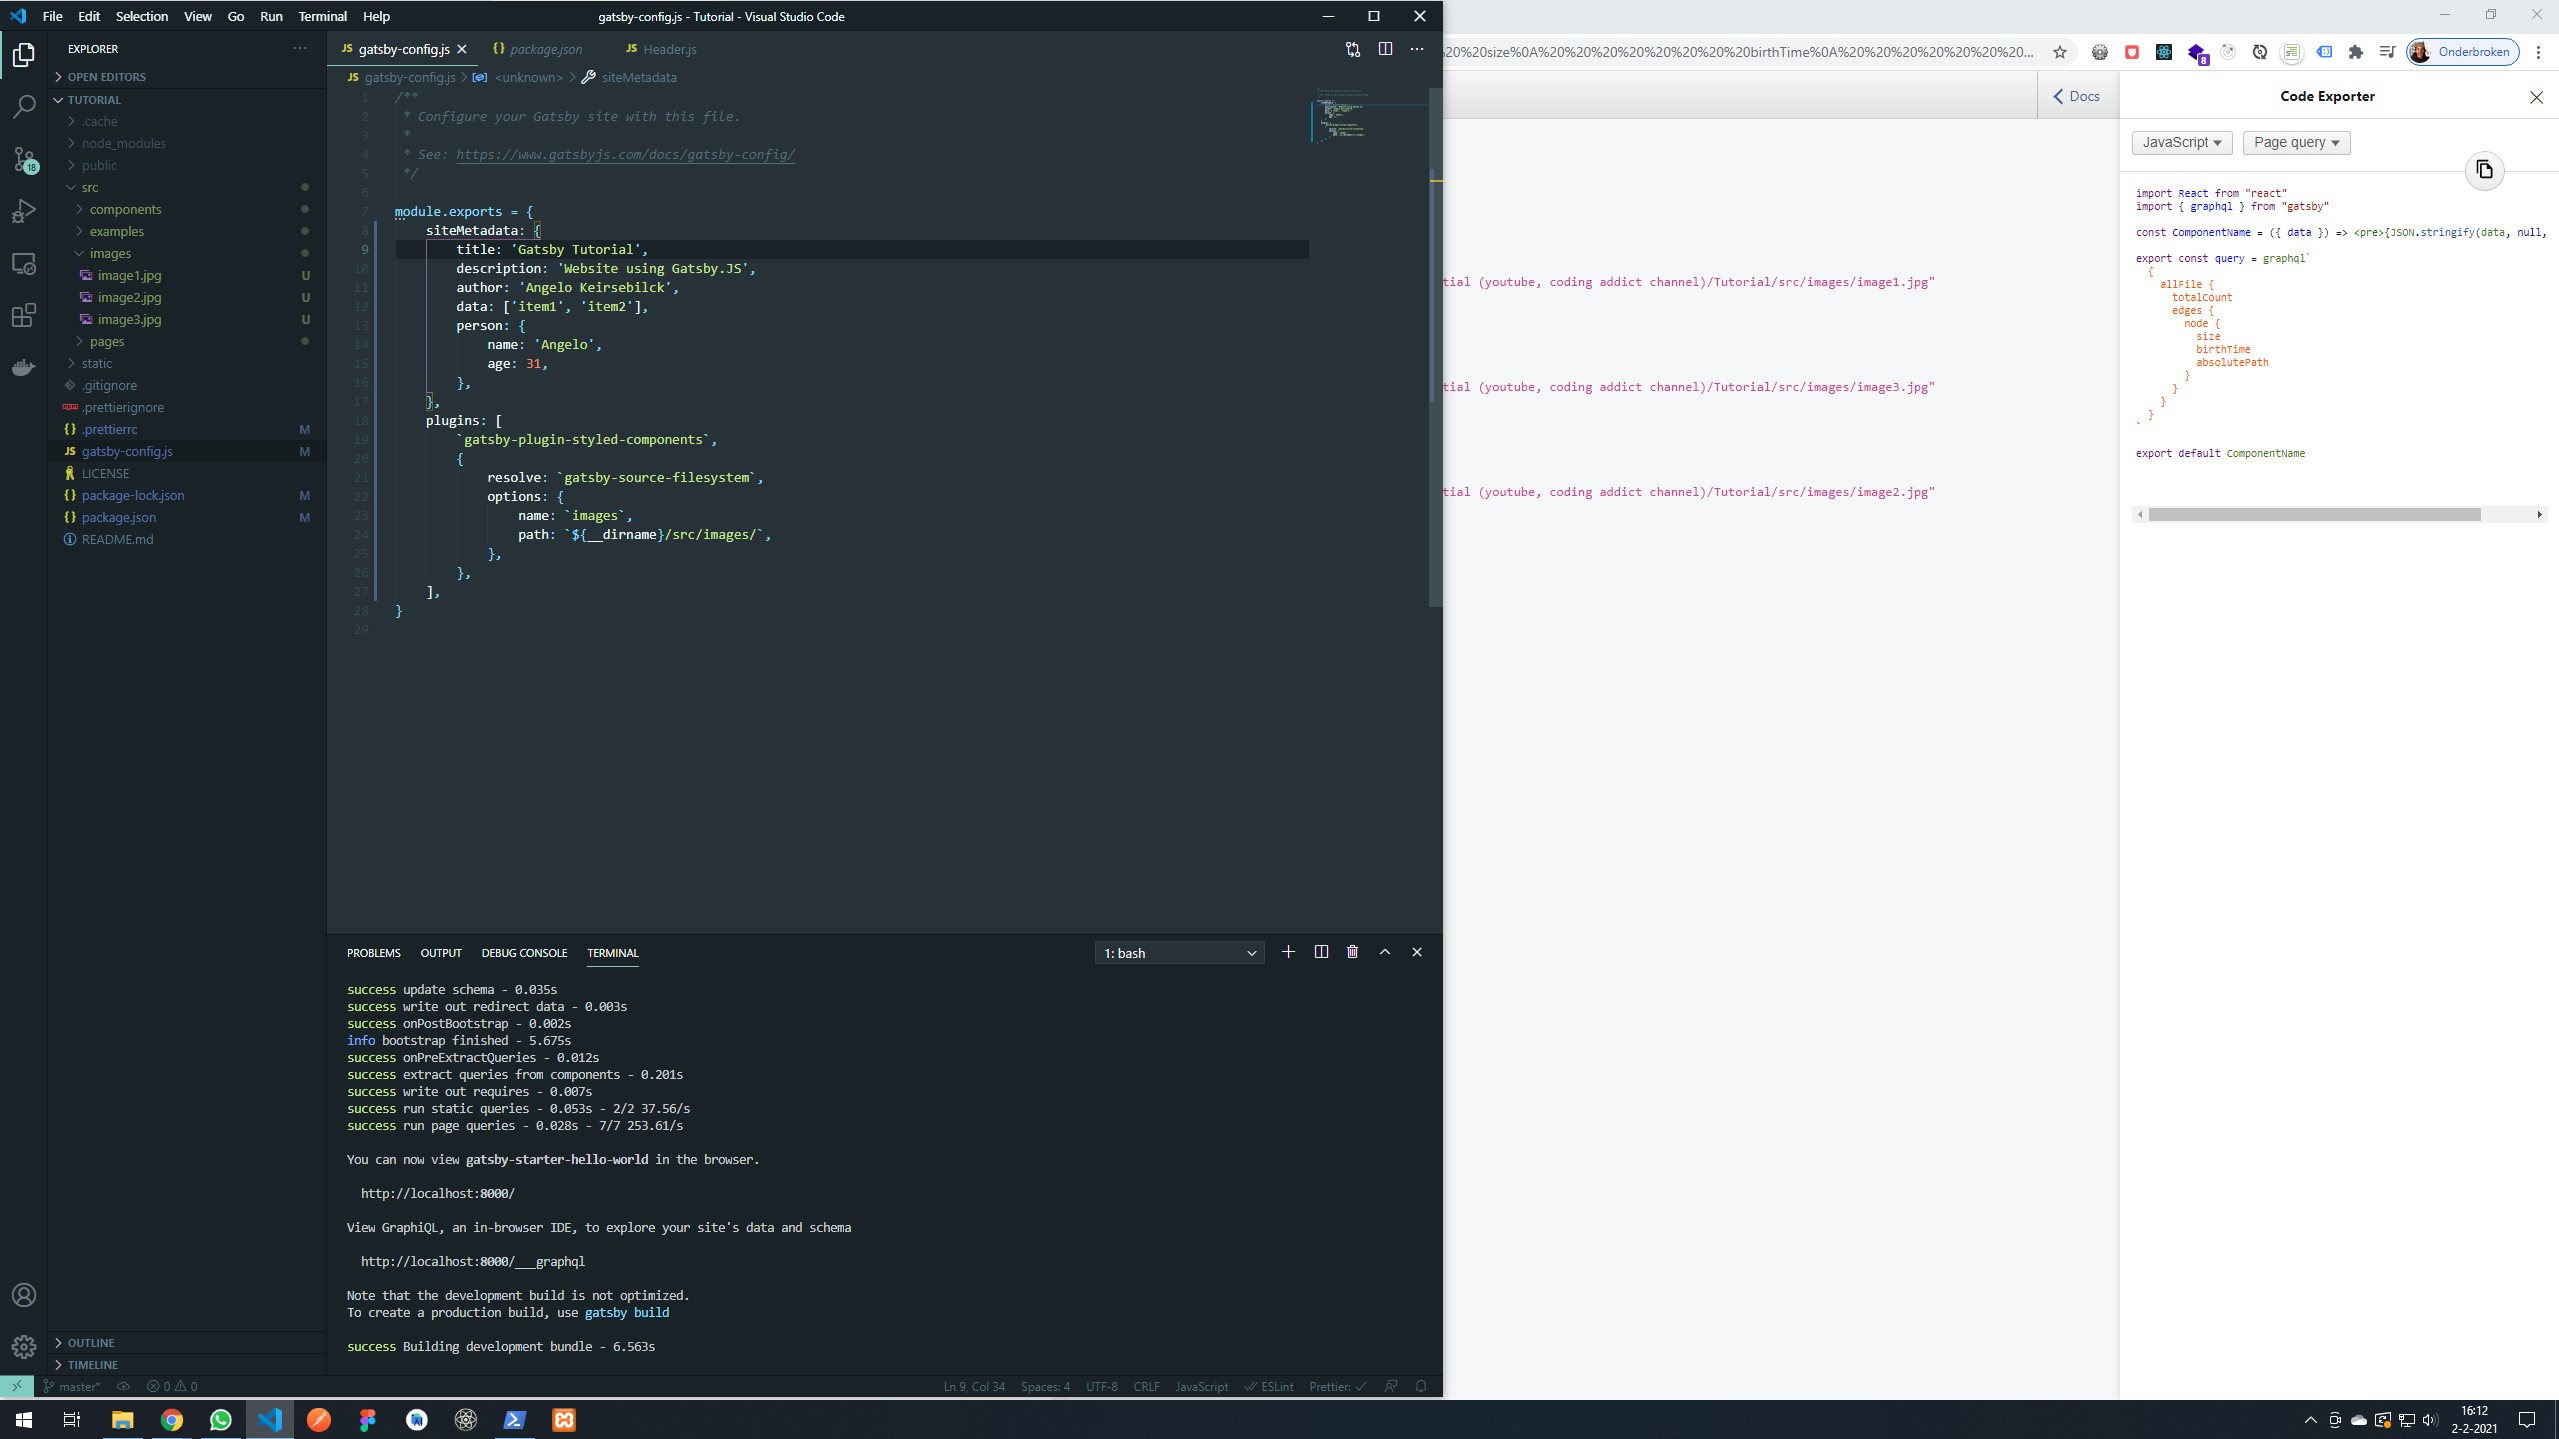 File Edit Selection View Go Run Terminal Help
gatsby-config.js - Tutorial - Visual Studio Code
EXPLORER
OPEN EDITORS
TUTORIAL
.cache
node_modules
public
src
components
examples
images
image1.jpg U
image2.jpg U
image3.jpg U
pages
static
.gitignore
.prettierignore
.prettierrc M
gatsby-config.js M
LICENSE
package-lock.json M
package.json M
README.md
OUTLINE
TIMELINE
18
JS gatsby-config.js
{} package.json
JS Header.js
JS gatsby-config.js > <unknown> > siteMetadata
1 /**
2 * Configure your Gatsby site with this file.
3 *
4 * See: https://www.gatsbyjs.com/docs/gatsby-config/
5 */
6
7 module.exports = {
8 siteMetadata: {
9 title: 'Gatsby Tutorial',
10 description: 'Website using Gatsby.JS',
11 author: 'Angelo Keirsebilck',
12 data: ['item1', 'item2'],
13 person: {
14 name: 'Angelo',
15 age: 31,
16 },
17 },
18 plugins: [
19 `gatsby-plugin-styled-components`,
20 {
21 resolve: `gatsby-source-filesystem`,
22 options: {
23 name: `images`,
24 path: `${__dirname}/src/images/`,
25 },
26 },
27 ],
28 }
29
PROBLEMS OUTPUT DEBUG CONSOLE TERMINAL
1: bash
success update schema - 0.035s
success write out redirect data - 0.003s
success onPostBootstrap - 0.002s
info bootstrap finished - 5.675s
success onPreExtractQueries - 0.012s
success extract queries from components - 0.201s
success write out requires - 0.007s
success run static queries - 0.053s - 2/2 37.56/s
success run page queries - 0.028s - 7/7 253.61/s
You can now view gatsby-starter-hello-world in the browser.
http://localhost:8000/
View GraphiQL, an in-browser IDE, to explore your site's data and schema
http://localhost:8000/___graphql
Note that the development build is not optimized.
To create a production build, use gatsby build
success Building development bundle - 6.563s
master* 0 0
Ln 9, Col 34 Spaces: 4 UTF-8 CRLF JavaScript ESLint Prettier:
%20%20size%0A%20%20%20%20%20%20%20%20birthTime%0A%20%20%20%20%20%20%20...
8
Onderbroken
Docs
Code Exporter
JavaScript
Page query
tial (youtube, coding addict channel)/Tutorial/src/images/image1.jpg"
tial (youtube, coding addict channel)/Tutorial/src/images/image3.jpg"
tial (youtube, coding addict channel)/Tutorial/src/images/image2.jpg"
import React from "react"
import { graphql } from "gatsby"
const ComponentName = ({ data }) => <pre>{JSON.stringify(data, null,
export const query = graphql`
{
allFile {
totalCount
edges {
node {
size
birthTime
absolutePath
}
}
}
}
`
export default ComponentName
16:12
2-2-2021